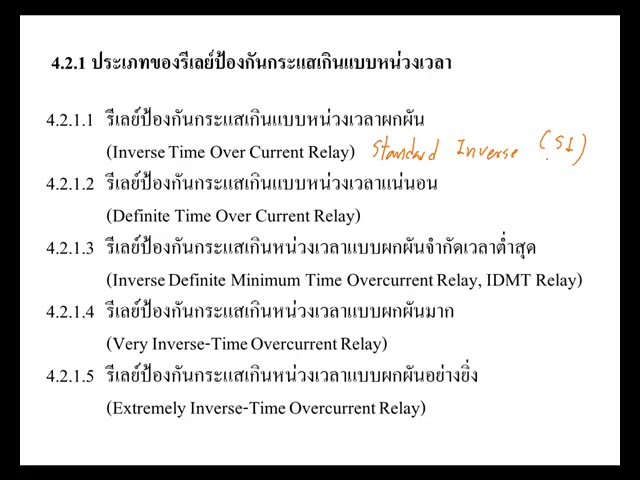 4.2.1 ประเภทของรีเลย์ป้องกันกระแสเกินแบบหน่วงเวลา
4.2.1.1 รีเลย์ป้องกันกระแสเกินแบบหน่วงเวลาผกผัน
(Inverse Time Over Current Relay) Standard Inverse (SI)
4.2.1.2 รีเลย์ป้องกันกระแสเกินแบบหน่วงเวลาแน่นอน
(Definite Time Over Current Relay)
4.2.1.3 รีเลย์ป้องกันกระแสเกินหน่วงเวลาแบบผกผันจำกัดเวลาต่ำสุด
(Inverse Definite Minimum Time Overcurrent Relay, IDMT Relay)
4.2.1.4 รีเลย์ป้องกันกระแสเกินหน่วงเวลาแบบผกผันมาก
(Very Inverse-Time Overcurrent Relay)
4.2.1.5 รีเลย์ป้องกันกระแสเกินหน่วงเวลาแบบผกผันอย่างยิ่ง
(Extremely Inverse-Time Overcurrent Relay)